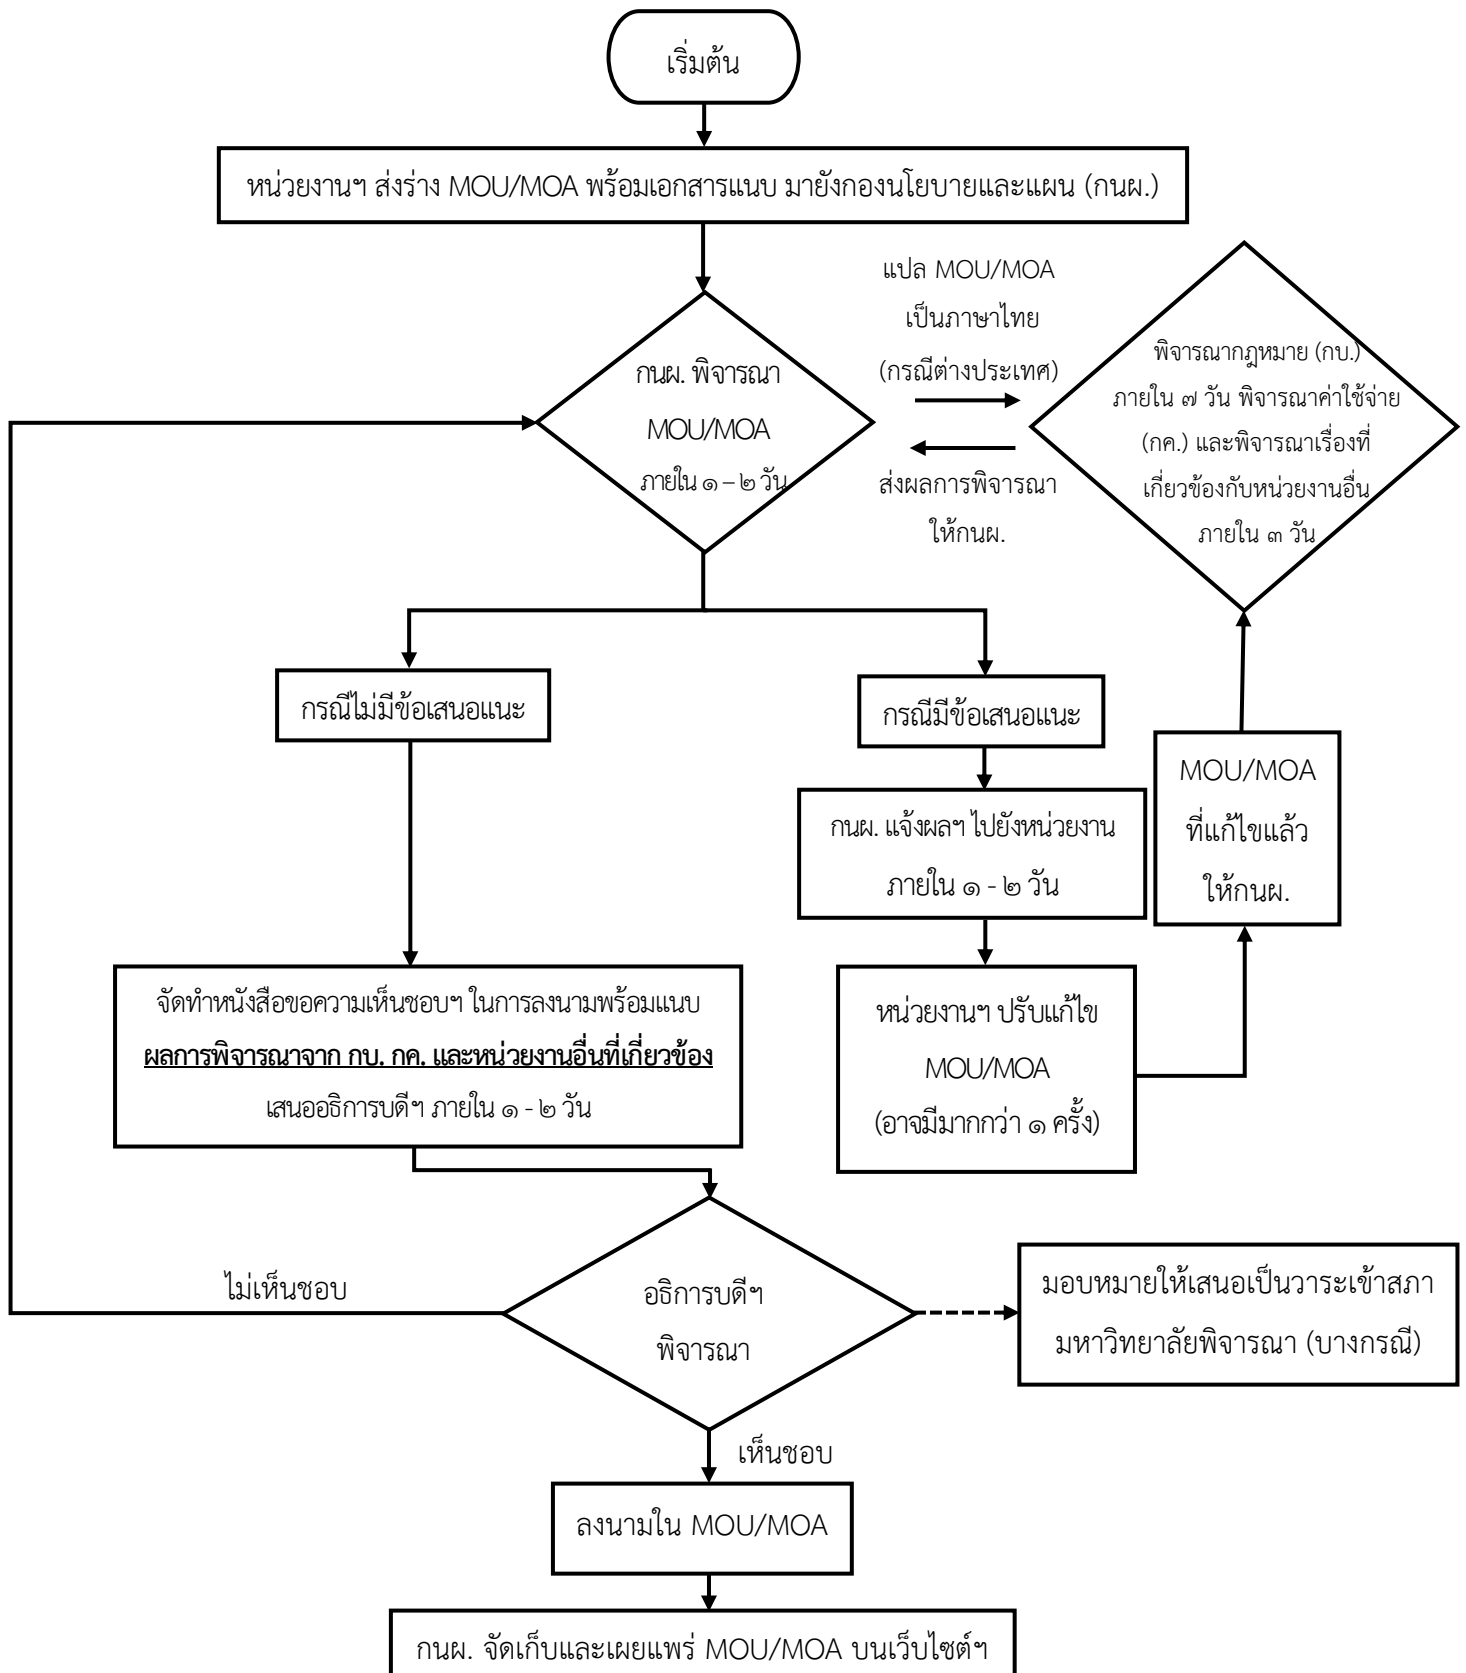 เริ่มต้น
หน่วยงานฯ ส่งร่าง MOU/MOA พร้อมเอกสารแนบ มายังกองนโยบายและแผน (กนผ.)
แปล MOU/MOA
เป็นภาษาไทย
(กรณีต่างประเทศ)
กนผ. พิจารณา
MOU/MOA
ภายใน ๑ – ๒ วัน
พิจารณากฎหมาย (กบ.)
ภายใน ๗ วัน พิจารณาค่าใช้จ่าย
(กค.) และพิจารณาเรื่องที่
เกี่ยวข้องกับหน่วยงานอื่น
ภายใน ๓ วัน
ส่งผลการพิจารณา
ให้กนผ.
กรณีไม่มีข้อเสนอแนะ
กรณีมีข้อเสนอแนะ
กนผ. แจ้งผลฯ ไปยังหน่วยงาน
ภายใน ๑ - ๒ วัน
MOU/MOA
ที่แก้ไขแล้ว
ให้กนผ.
จัดทำหนังสือขอความเห็นชอบฯ ในการลงนามพร้อมแนบ
ผลการพิจารณาจาก กบ. กค. และหน่วยงานอื่นที่เกี่ยวข้อง
เสนออธิการบดีฯ ภายใน ๑ - ๒ วัน
หน่วยงานฯ ปรับแก้ไข
MOU/MOA
(อาจมีมากกว่า ๑ ครั้ง)
ไม่เห็นชอบ
อธิการบดีฯ
พิจารณา
มอบหมายให้เสนอเป็นวาระเข้าสภา
มหาวิทยาลัยพิจารณา (บางกรณี)
เห็นชอบ
ลงนามใน MOU/MOA
กนผ. จัดเก็บและเผยแพร่ MOU/MOA บนเว็บไซต์ฯ